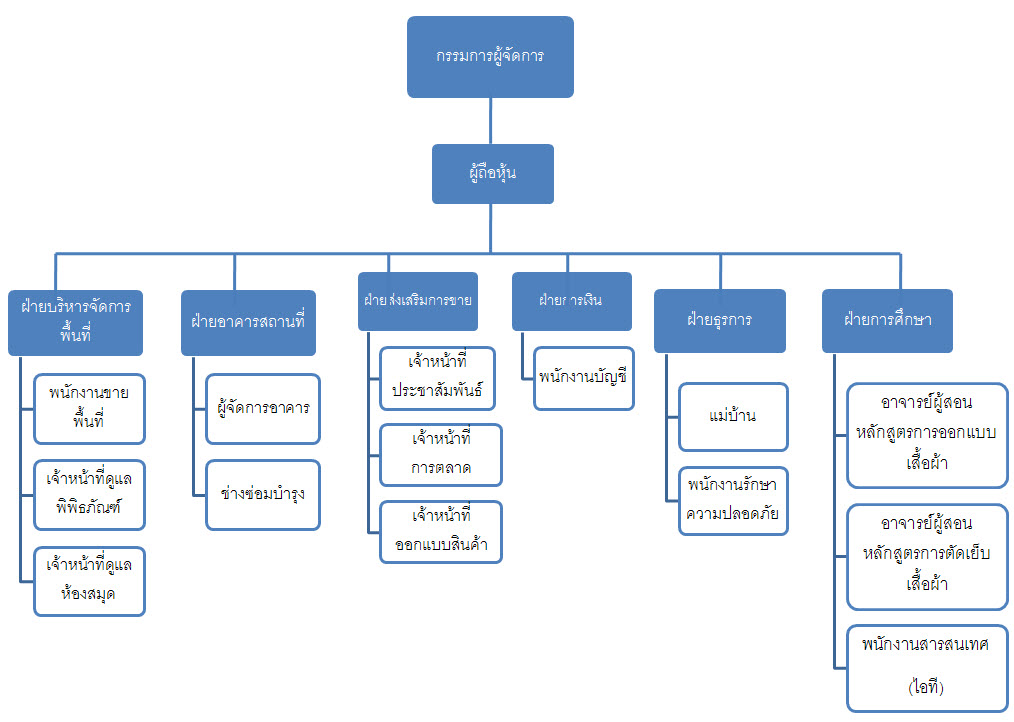 กรรมการผู้จัดการ
ผู้ถือหุ้น
ฝ่ายบริหารจัดการ
พื้นที่
พนักงานขาย
พื้นที่
เจ้าหน้าที่ดูแล
พิพิธภัณฑ์
เจ้าหน้าที่ดูแล
ห้องสมุด
ฝ่ายอาคารสถานที่
ผู้จัดการอาคาร
ช่างซ่อมบำรุง
ฝ่ายส่งเสริมการขาย
เจ้าหน้าที่
ประชาสัมพันธ์
เจ้าหน้าที่
การตลาด
เจ้าหน้าที่
ออกแบบสินค้า
ฝ่ายการเงิน
พนักงานบัญชี
ฝ่ายธุรการ
แม่บ้าน
พนักงานรักษา
ความปลอดภัย
ฝ่ายการศึกษา
อาจารย์ผู้สอน
หลักสูตรการออกแบบ
เสื้อผ้า
อาจารย์ผู้สอน
หลักสูตรการตัดเย็บ
เสื้อผ้า
พนักงานสารสนเทศ
(ไอที)